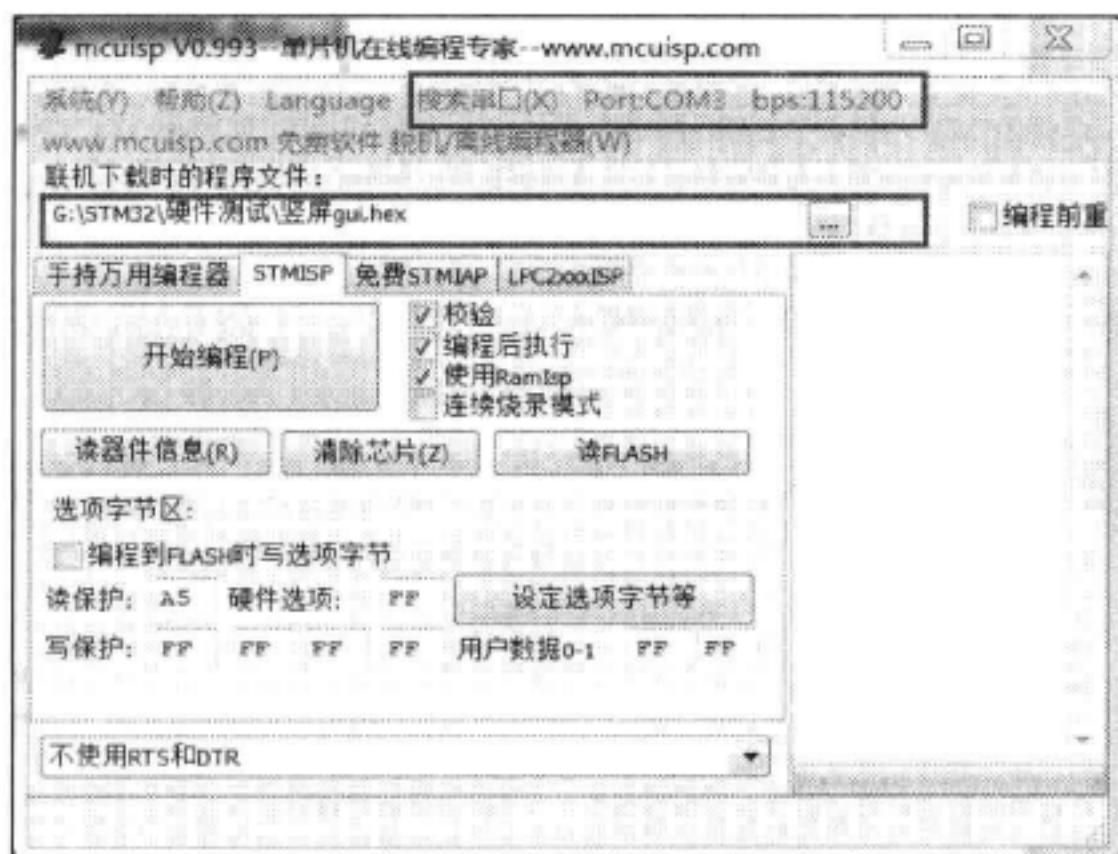 mcuisp V0.993--单片机在线编程专家--www.mcuisp.com
系统(Y) 帮助(Z) Language 搜索串口(X) Port:COM3 bps:115200
www.mcuisp.com 免费软件 脱机/离线编程器(W)
联机下载时的程序文件：
G:\STM32\硬件测试\竖屏gui.hex ... 编程前重
手持万用编程器 STMISP 免费STMIAP LPC2xxxISP
开始编程(P)
校验
编程后执行
使用RamIsp
连续烧录模式
读器件信息(R) 清除芯片(Z) 读FLASH
选项字节区:
编程到FLASH时写选项字节
读保护: A5 硬件选项: FF 设定选项字节等
写保护: FF FF FF FF 用户数据0-1 FF FF
不使用RTS和DTR